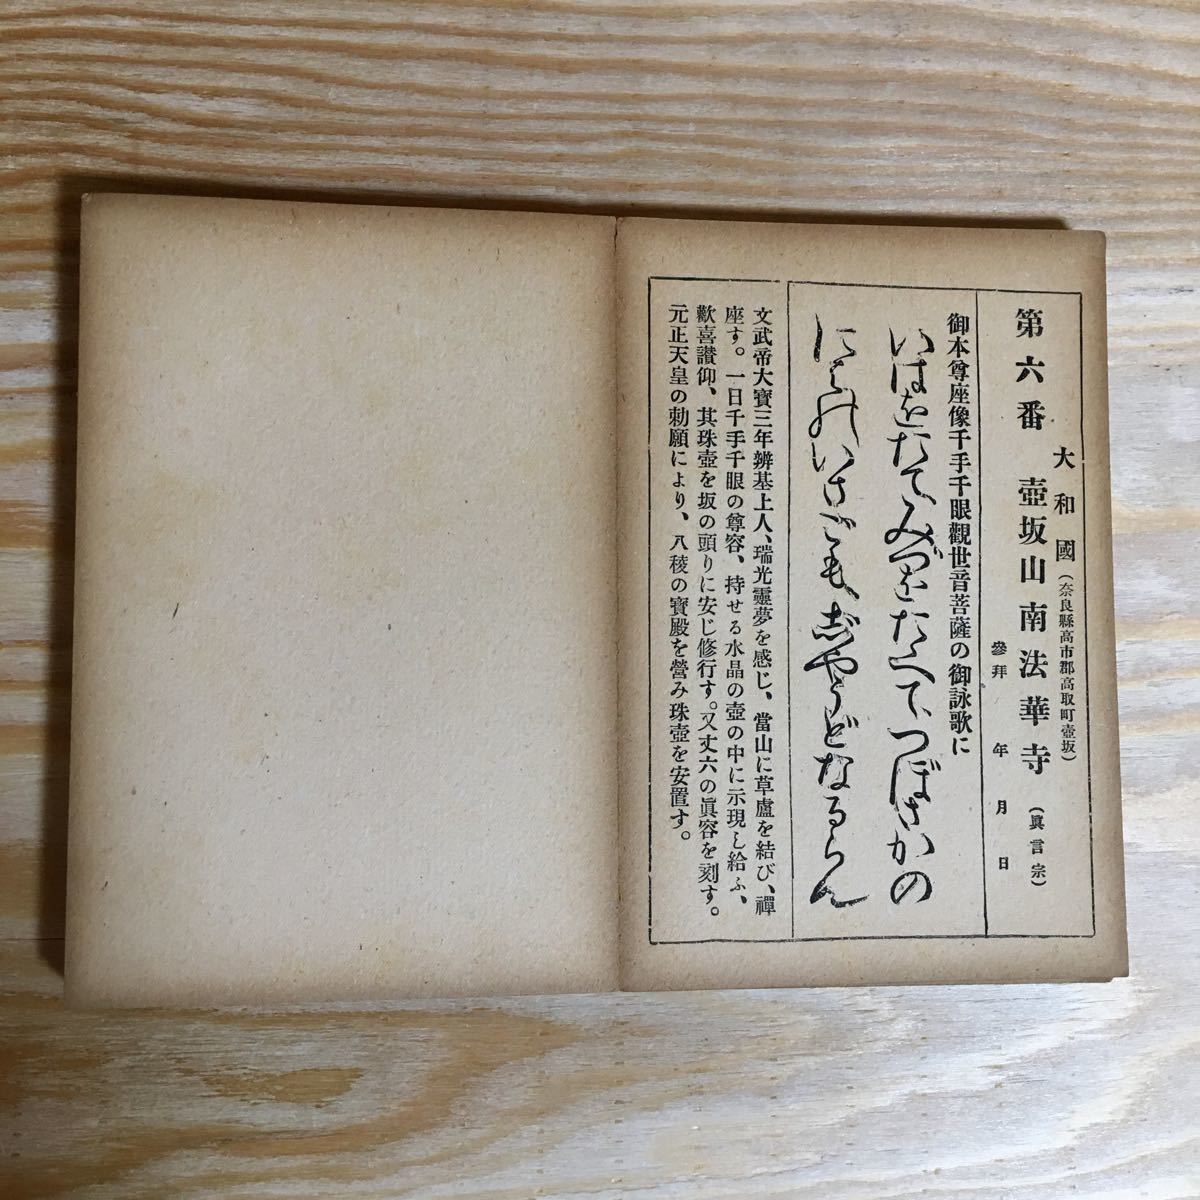 大和國（奈良縣高市郡高取町壺坂）
第六番　壺坂山南法華寺（眞言宗）
參拜　年　月　日
御本尊座像千手千眼觀世音菩薩の御詠歌に
いはをたて、みづをたたへて、つぼさかの
にはのいさごも、じやうどなるらん
文武帝大寶三年辨基上人、瑞光靈夢を感じ、當山に草盧を結び、禪
座す。一日千手千眼の尊容、持せる水晶の壺の中に示現し給ふ、
歡喜讃仰、其珠壺を坂の頭りに安じ修行す。又丈六の眞容を刻す。
元正天皇の勅願により、八稜の寶殿を營み珠壺を安置す。